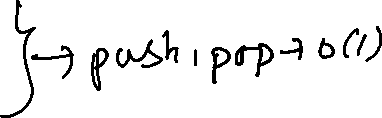 } → push, pop → O(1)